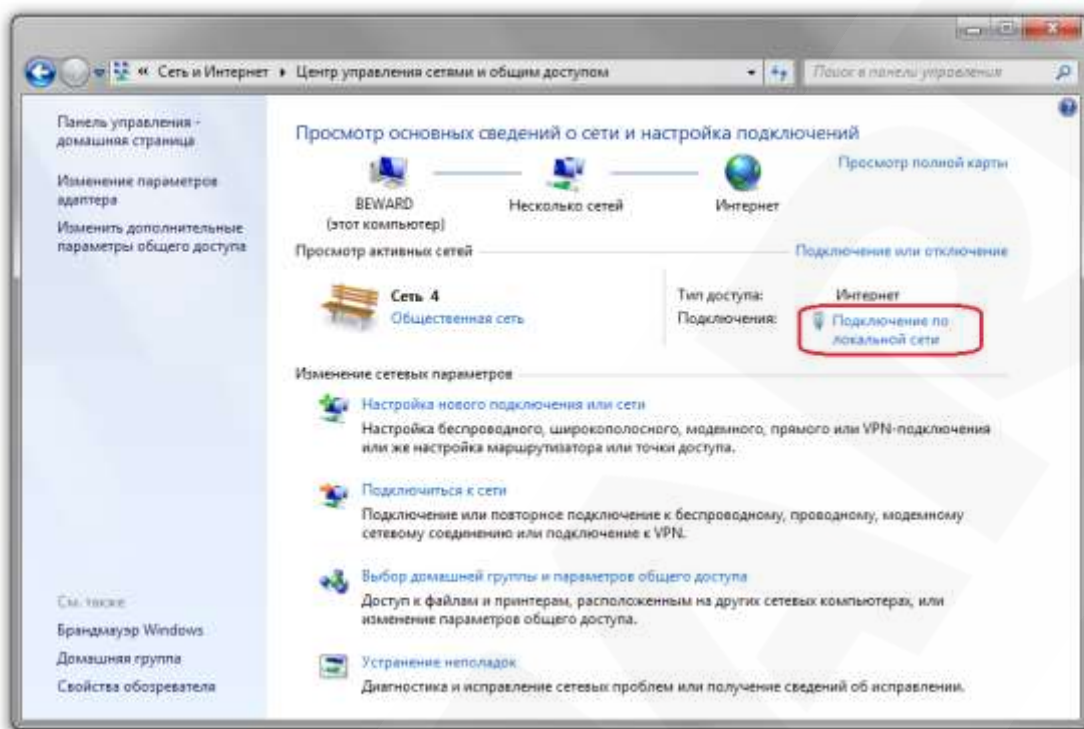 « Сеть и Интернет ▸ Центр управления сетями и общим доступом
Поиск в панели управления
Панель управления -
домашняя страница
Изменение параметров
адаптера
Изменить дополнительные
параметры общего доступа
Просмотр основных сведений о сети и настройка подключений
Просмотр полной карты
BEWARD
(этот компьютер)
Несколько сетей
Интернет
Просмотр активных сетей
Подключение или отключение
Сеть 4
Общественная сеть
Тип доступа:
Интернет
Подключения:
Подключение по
локальной сети
Изменение сетевых параметров
Настройка нового подключения или сети
Настройка беспроводного, широкополосного, модемного, прямого или VPN-подключения
или же настройка маршрутизатора или точки доступа.
Подключиться к сети
Подключение или повторное подключение к беспроводному, проводному, модемному
сетевому соединению или подключение к VPN.
Выбор домашней группы и параметров общего доступа
Доступ к файлам и принтерам, расположенным на других сетевых компьютерах, или
изменение параметров общего доступа.
Устранение неполадок
Диагностика и исправление сетевых проблем или получение сведений об исправлении.
См. также
Брандмауэр Windows
Домашняя группа
Свойства обозревателя